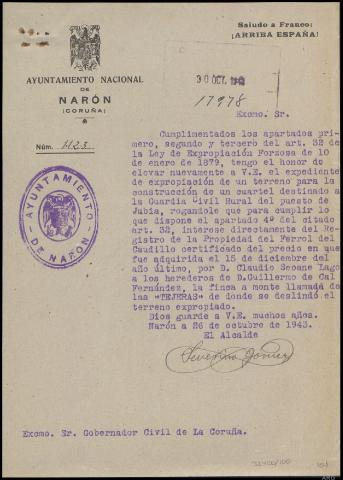 Saludo a Franco:
¡ARRIBA ESPAÑA!
AYUNTAMIENTO NACIONAL
DE
NARÓN
(CORUÑA)
30 OCT. 1943
17978
Núm. 1123
Excmo. Sr.
Cumplimentados los apartados pri-
mero, segundo y tercero del art. 32 de
la Ley de Expropiación Forzosa de 10
de enero de 1879, tengo el honor de
elevar nuevamente a V.E. el expediente
de expropiación de un terreno para la
construcción de un cuartel destinado a
la Guardia Civil Rural del puesto de
Jubia, rogandole que para cumplir lo
que dispone el apartado 4º del citado
art. 32, interese directamente del Re-
gistro de la Propiedad del Ferrol del
Caudillo certificado del precio en que
fue adquirida el 15 de diciembre del
año último, por D. Claudio Seoane Lago
a los herederos de D. Guillermo de Cal
Fernández, la finca a monte llamada de
las "TEJERAS" de donde se deslindó el
terreno expropiado.
Dios guarde a V.E. muchos años.
Narón a 26 de octubre de 1943.
El Alcalde
AYUNTAMIENTO
DE NARÓN
Excmo. Sr. Gobernador Civil de La Coruña.